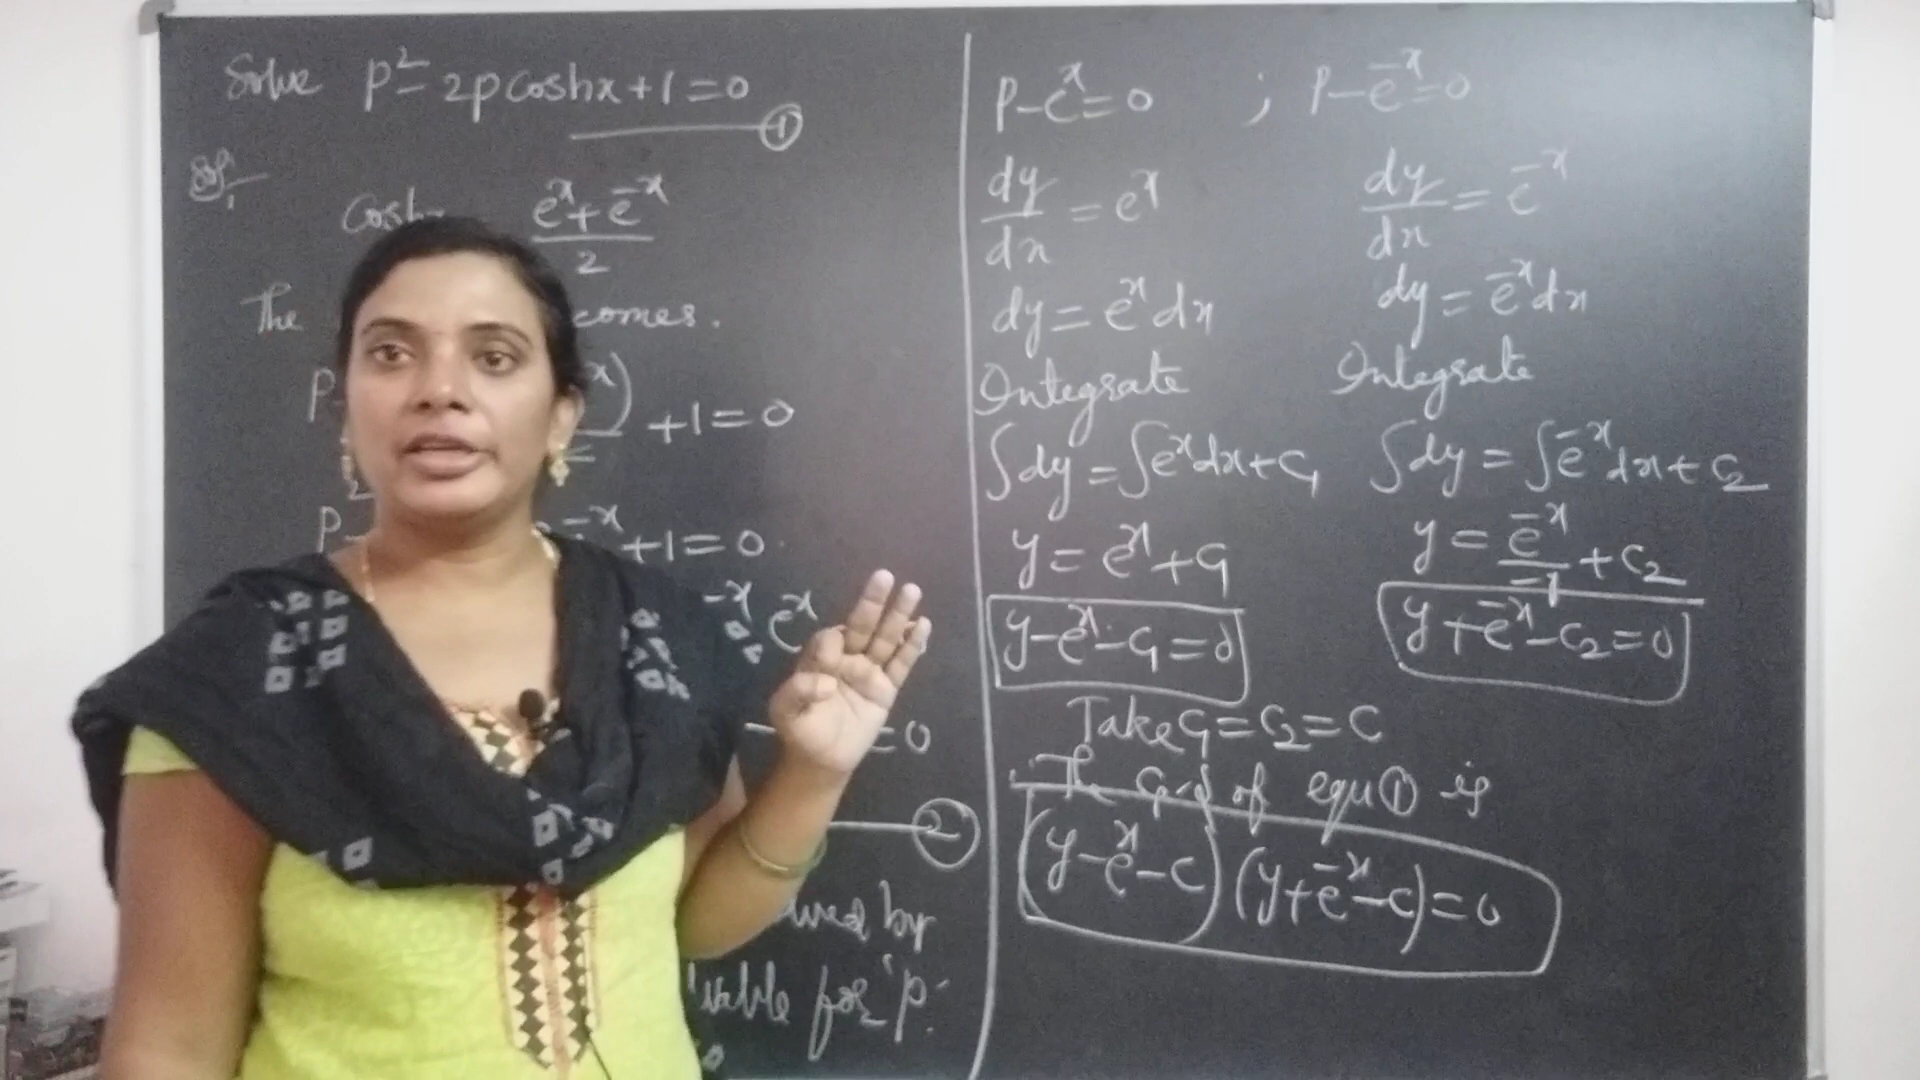 Solve p² - 2p coshx + 1 = 0
①
Sol.
eˣ + e⁻ˣ
2
The comes.
x) + 1 = 0
p² e⁻ˣ + 1 = 0
⁻ˣ eˣ
= 0
②
by
for 'p'.
p - eˣ = 0 ; p - e⁻ˣ = 0
dy/dx = eˣ dy/dx = e⁻ˣ
dy = eˣ dx dy = e⁻ˣ dx
Integrate Integrate
∫dy = ∫eˣ dx + c₁ ∫dy = ∫e⁻ˣ dx + c₂
y = eˣ + c₁ y = e⁻ˣ/-1 + c₂
y - eˣ - c₁ = 0 y + e⁻ˣ - c₂ = 0
Take c₁ = c₂ = c
∴ The G.S of equ ① is
(y - eˣ - c) (y + e⁻ˣ - c) = 0